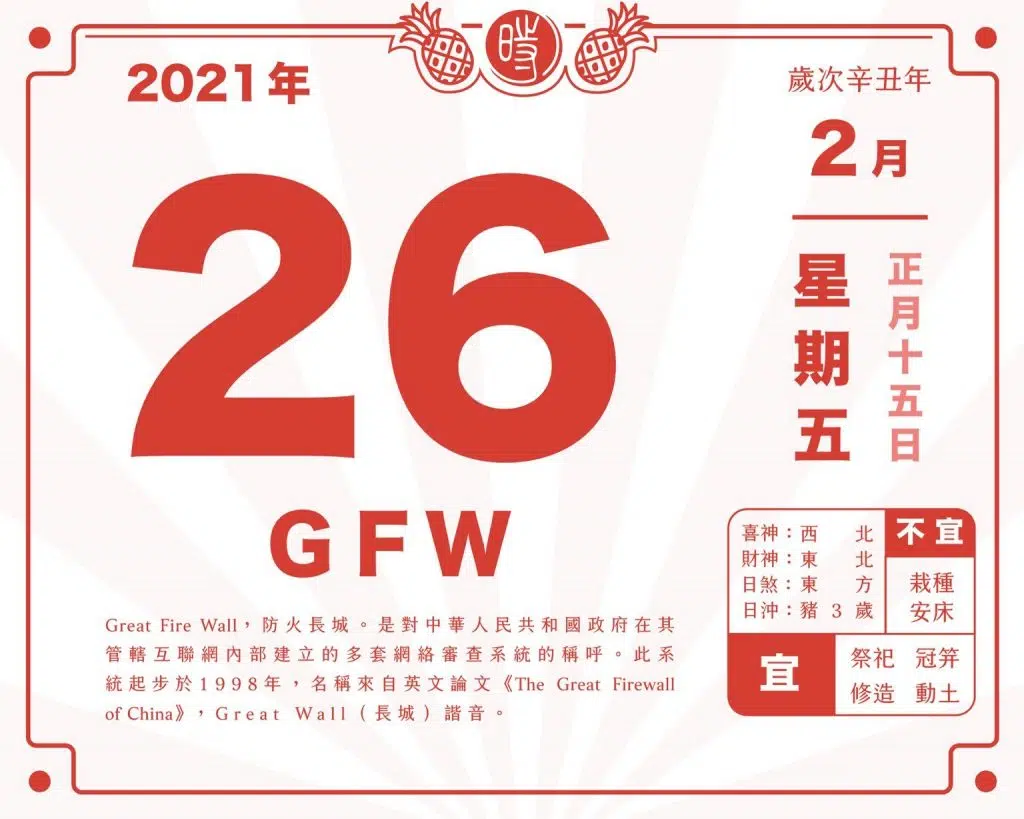 時
2021年
歲次辛丑年
2月
26
星期五
正月十五日
GFW
Great Fire Wall，防火長城。是對中華人民共和國政府在其
管轄互聯網內部建立的多套網絡審查系統的稱呼。此系
統起步於1998年，名稱來自英文論文《The Great Firewall
of China》，Great Wall（長城）諧音。
喜神：西 北
財神：東 北
日煞：東 方
日沖：豬 3 歲
不宜
栽種
安床
宜
祭祀 冠笄
修造 動土